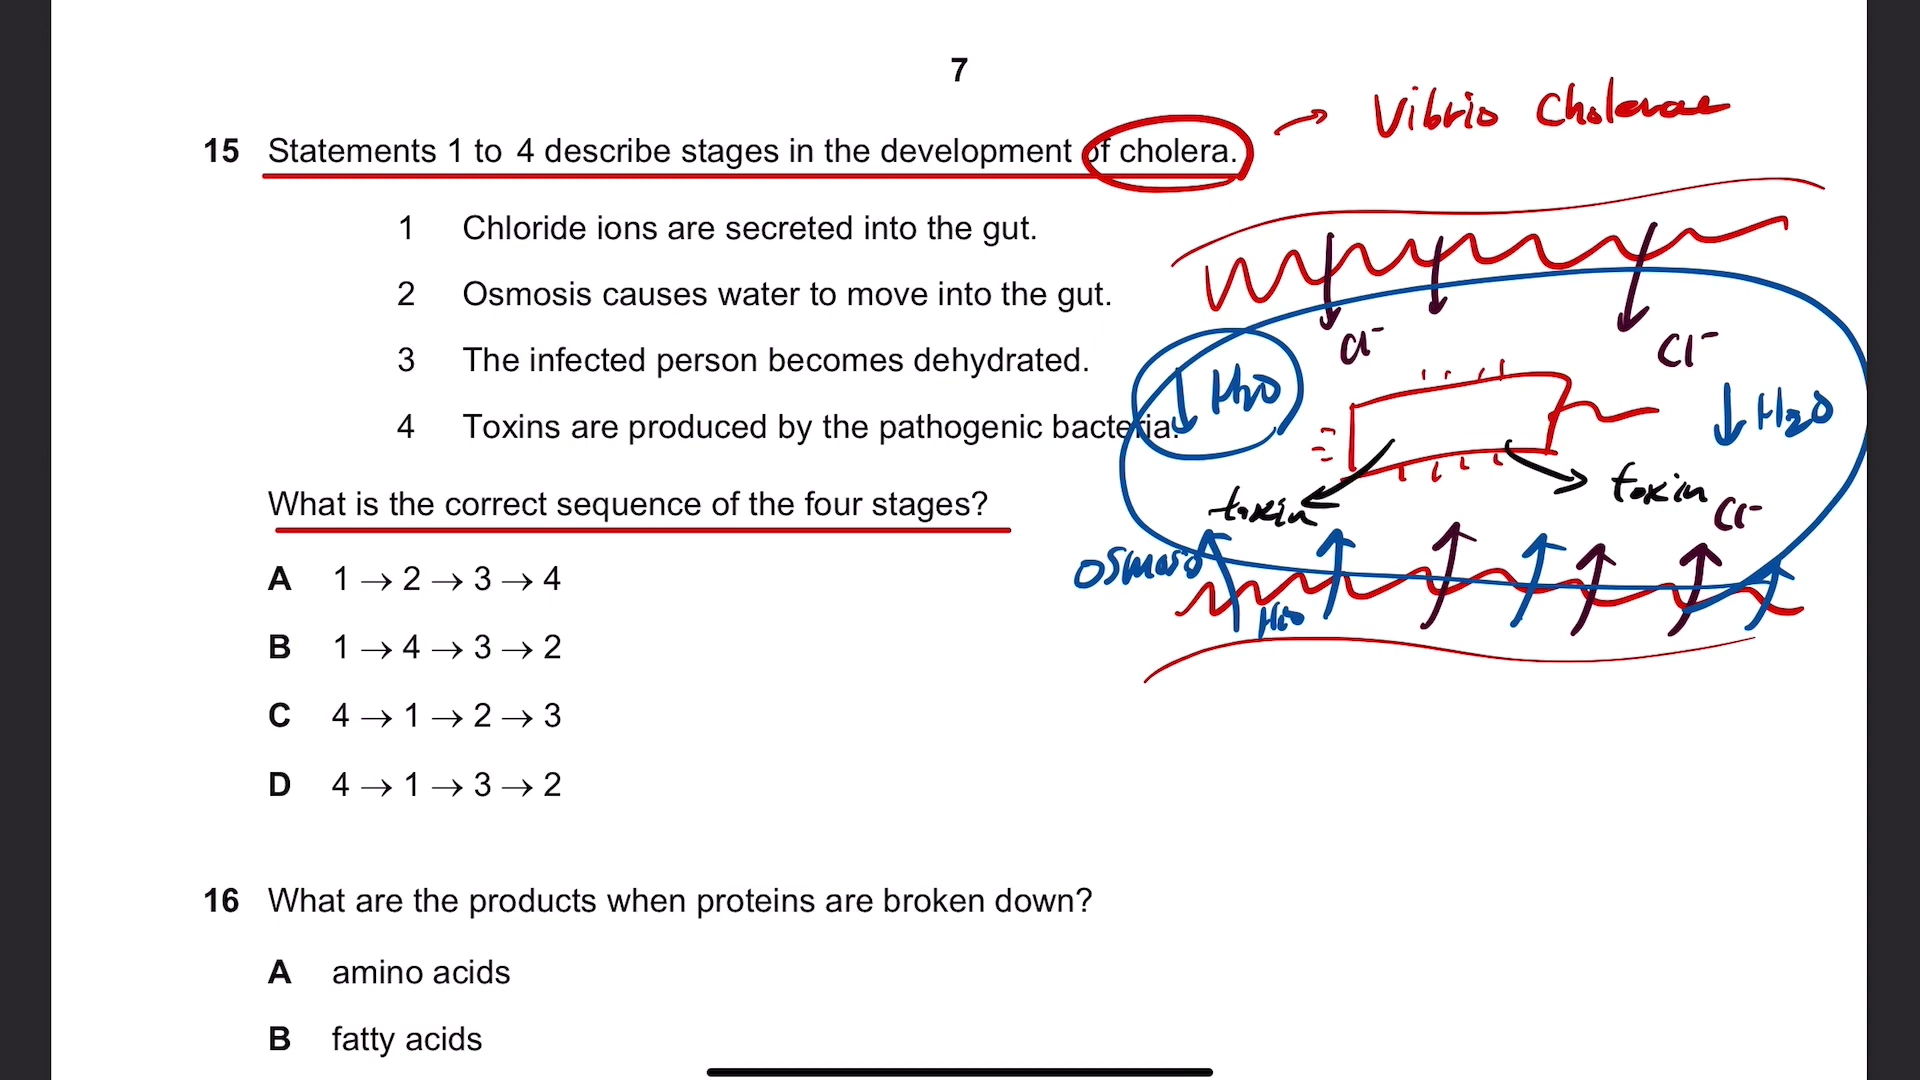 7
15 Statements 1 to 4 describe stages in the development of cholera.
Vibrio Cholerae
1 Chloride ions are secreted into the gut.
2 Osmosis causes water to move into the gut.
3 The infected person becomes dehydrated.
4 Toxins are produced by the pathogenic bacteria.
Cl⁻
Cl⁻
↓ H₂O
↓ H₂O
toxin
toxin
Cl⁻
osmosis
H₂O
What is the correct sequence of the four stages?
A 1 → 2 → 3 → 4
B 1 → 4 → 3 → 2
C 4 → 1 → 2 → 3
D 4 → 1 → 3 → 2
16 What are the products when proteins are broken down?
A amino acids
B fatty acids